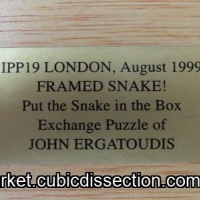 IPP19 LONDON, August 1999
FRAMED SNAKE!
Put the Snake in the Box
Exchange Puzzle of
JOHN ERGATOUDIS
rket.cubicdissection.com